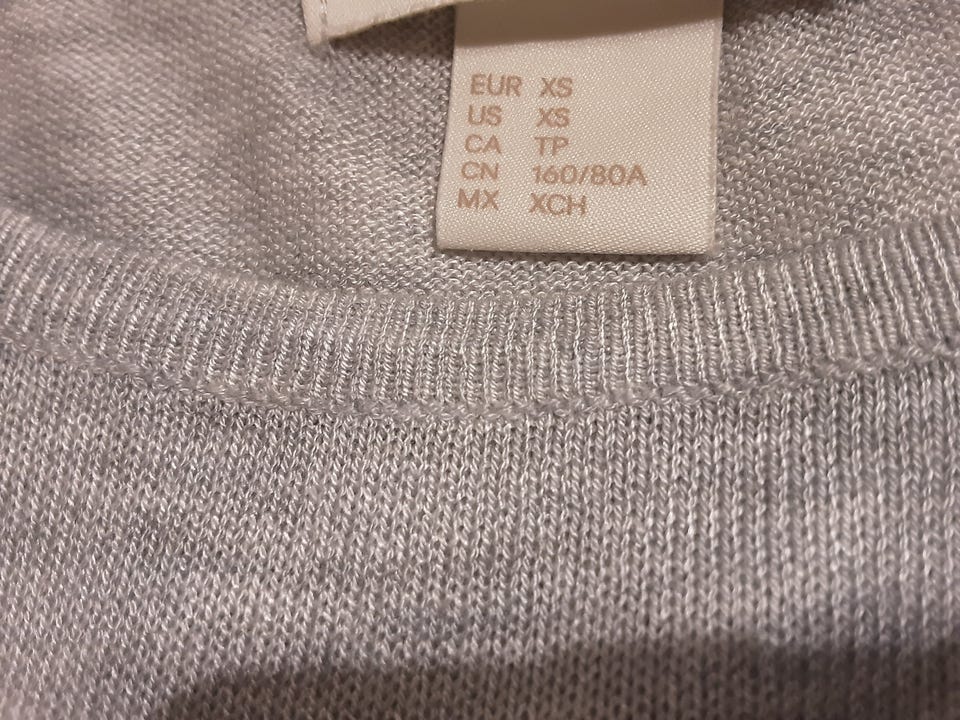 EUR XS
US XS
CA TP
CN 160/80A
MX XCH